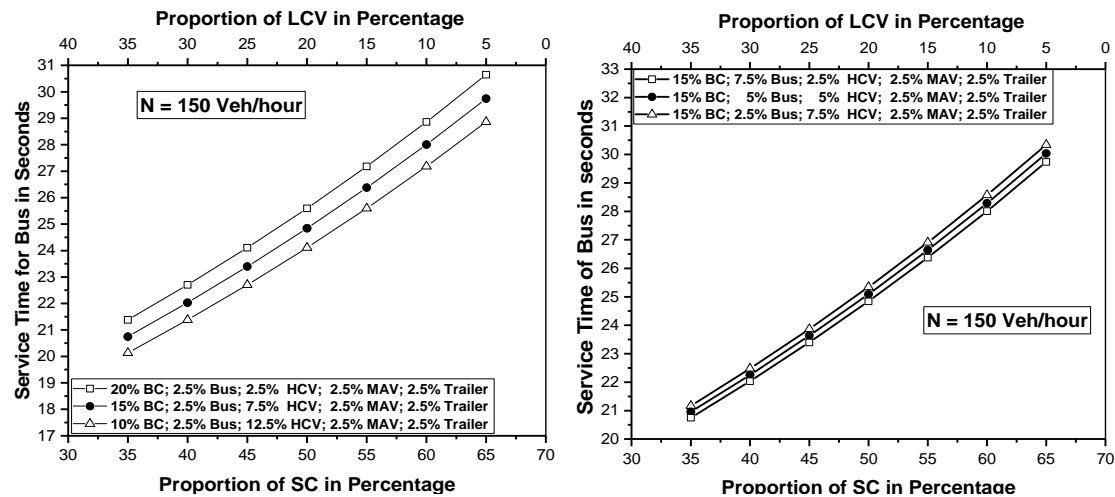 Proportion of LCV in Percentage
40 35 30 25 20 15 10 5 0
Service Time for Bus in Seconds
31
30
29
28
27
26
25
24
23
22
21
20
19
18
17
N = 150 Veh/hour
20% BC; 2.5% Bus; 2.5% HCV; 2.5% MAV; 2.5% Trailer
15% BC; 2.5% Bus; 7.5% HCV; 2.5% MAV; 2.5% Trailer
10% BC; 2.5% Bus; 12.5% HCV; 2.5% MAV; 2.5% Trailer
30 35 40 45 50 55 60 65 70
Proportion of SC in Percentage
Proportion of LCV in Percentage
40 35 30 25 20 15 10 5 0
Service Time of Bus in seconds
33
32
31
30
29
28
27
26
25
24
23
22
21
20
15% BC; 7.5% Bus; 2.5% HCV; 2.5% MAV; 2.5% Trailer
15% BC; 5% Bus; 5% HCV; 2.5% MAV; 2.5% Trailer
15% BC; 2.5% Bus; 7.5% HCV; 2.5% MAV; 2.5% Trailer
N = 150 Veh/hour
30 35 40 45 50 55 60 65 70
Proportion of SC in Percentage